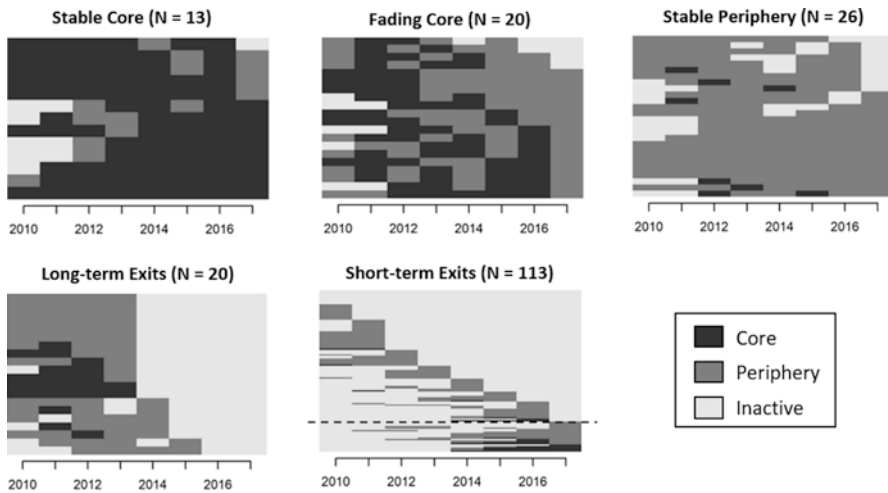 Stable Core (N = 13)
Fading Core (N = 20)
Stable Periphery (N = 26)
2010 2012 2014 2016
2010 2012 2014 2016
2010 2012 2014 2016
Long-term Exits (N = 20)
Short-term Exits (N = 113)
Core
Periphery
Inactive
2010 2012 2014 2016
2010 2012 2014 2016